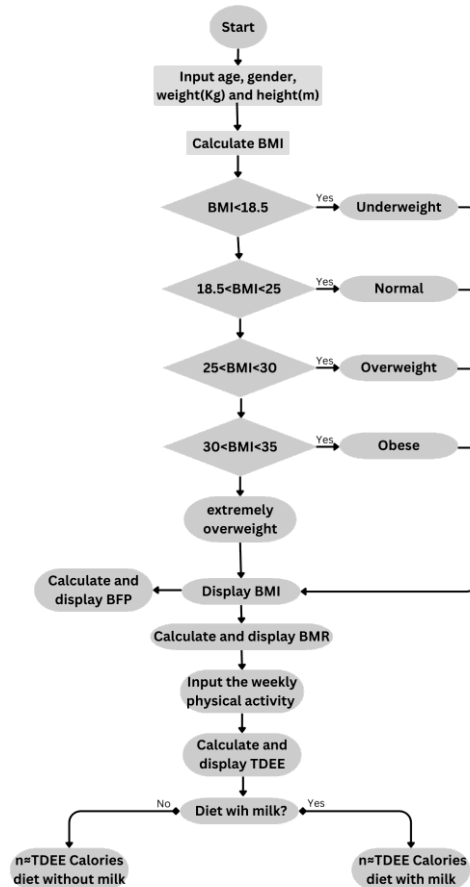 Start
Input age, gender,
weight(Kg) and height(m)
Calculate BMI
BMI<18.5
Yes
Underweight
18.5<BMI<25
Yes
Normal
25<BMI<30
Yes
Overweight
30<BMI<35
Yes
Obese
extremely
overweight
Calculate and
display BFP
Display BMI
Calculate and display BMR
Input the weekly
physical activity
Calculate and
display TDEE
No
Diet wih milk?
Yes
n≈TDEE Calories
diet without milk
n≈TDEE Calories
diet with milk